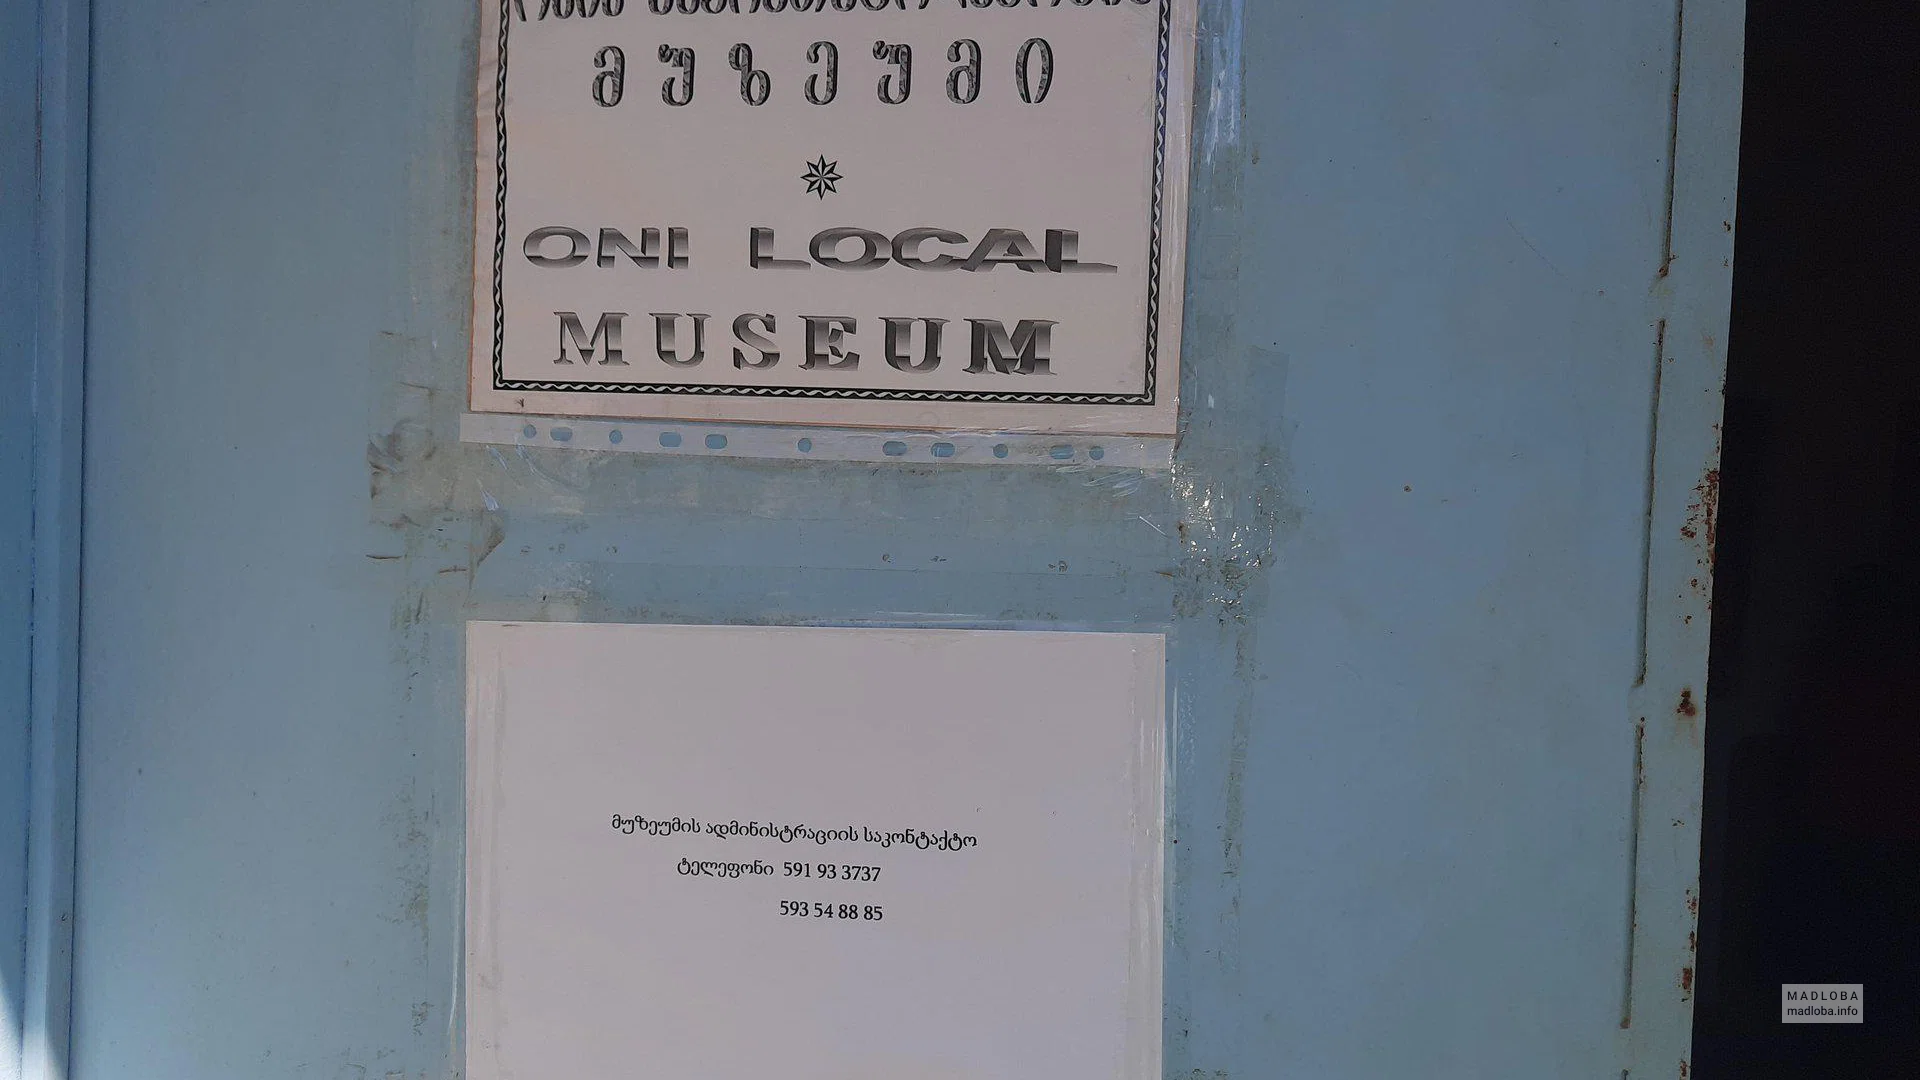 მუზეუმი
ONI LOCAL
MUSEUM
მუზეუმის ადმინისტრაციის საკონტაქტო
ტელეფონი 591 93 3737
593 54 88 85
MADLOBA
madloba.info